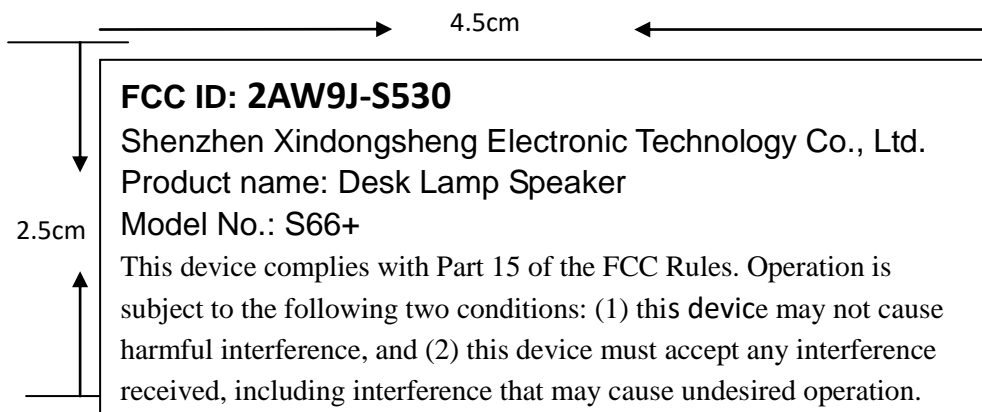 4.5cm
FCC ID: 2AW9J-S530
Shenzhen Xindongsheng Electronic Technology Co., Ltd.
Product name: Desk Lamp Speaker
Model No.: S66+
2.5cm
This device complies with Part 15 of the FCC Rules. Operation is
subject to the following two conditions: (1) this device may not cause
harmful interference, and (2) this device must accept any interference
received, including interference that may cause undesired operation.